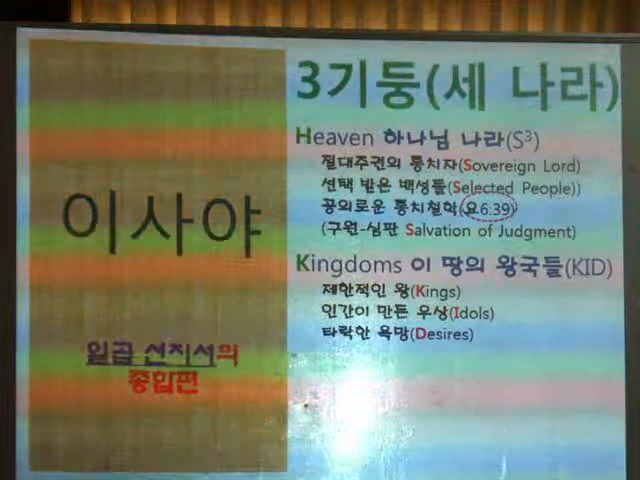 이사야
일곱 선지서의
종합편
3기둥(세 나라)
Heaven 하나님 나라(S³)
절대주권의 통치자(Sovereign Lord)
선택 받은 백성들(Selected People))
공의로운 통치철학(요6:39)
(구원-심판 Salvation of Judgment)
Kingdoms 이 땅의 왕국들(KID)
제한적인 왕(Kings)
인간이 만든 우상(Idols)
타락한 욕망(Desires)